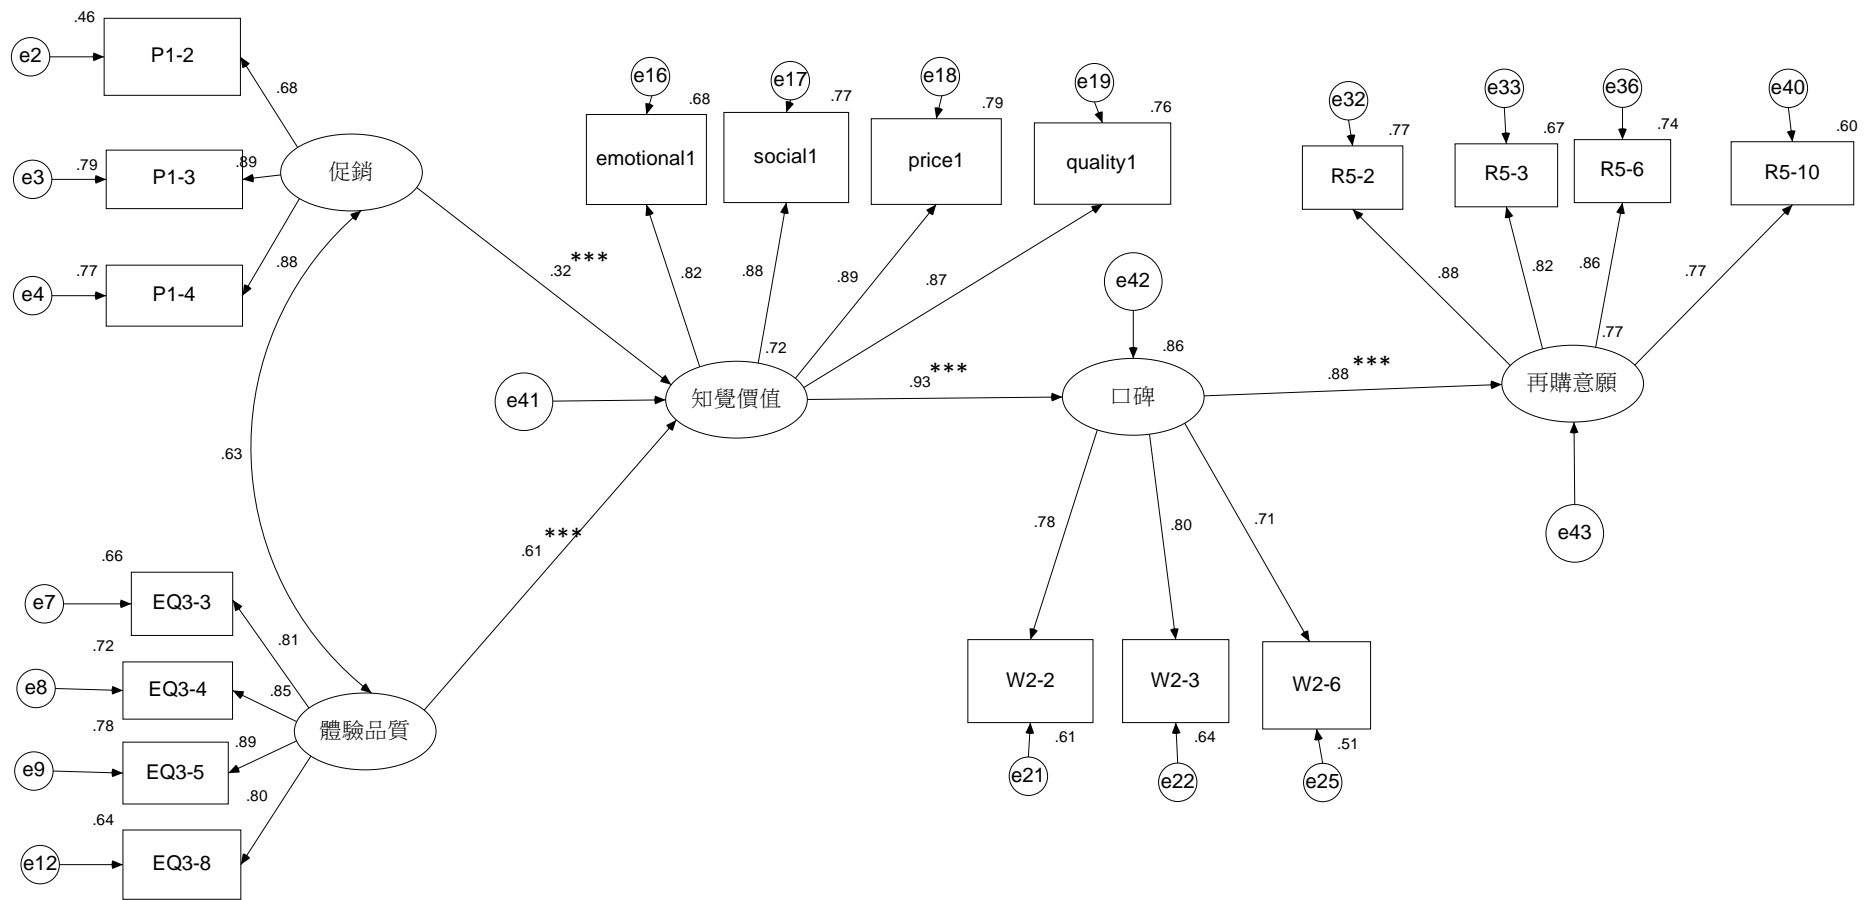 .46
e2
P1-2
.68
.79
e3
P1-3
.89
促銷
.77
e4
P1-4
.88
e16
.68
emotional1
e17
.77
social1
e18
.79
price1
e19
.76
quality1
e32
.77
R5-2
e33
.67
R5-3
e36
.74
R5-6
e40
.60
R5-10
.32***
.82
.88
.89
.87
e42
.88
.82
.86
.77
e41
.72
知覺價值
.93***
.86
口碑
.88***
.77
再購意願
.63
.61***
.78
.80
.71
e43
.66
e7
EQ3-3
.81
.72
e8
EQ3-4
.85
體驗品質
.78
e9
EQ3-5
.89
.64
e12
EQ3-8
.80
W2-2
.61
e21
W2-3
.64
e22
W2-6
.51
e25